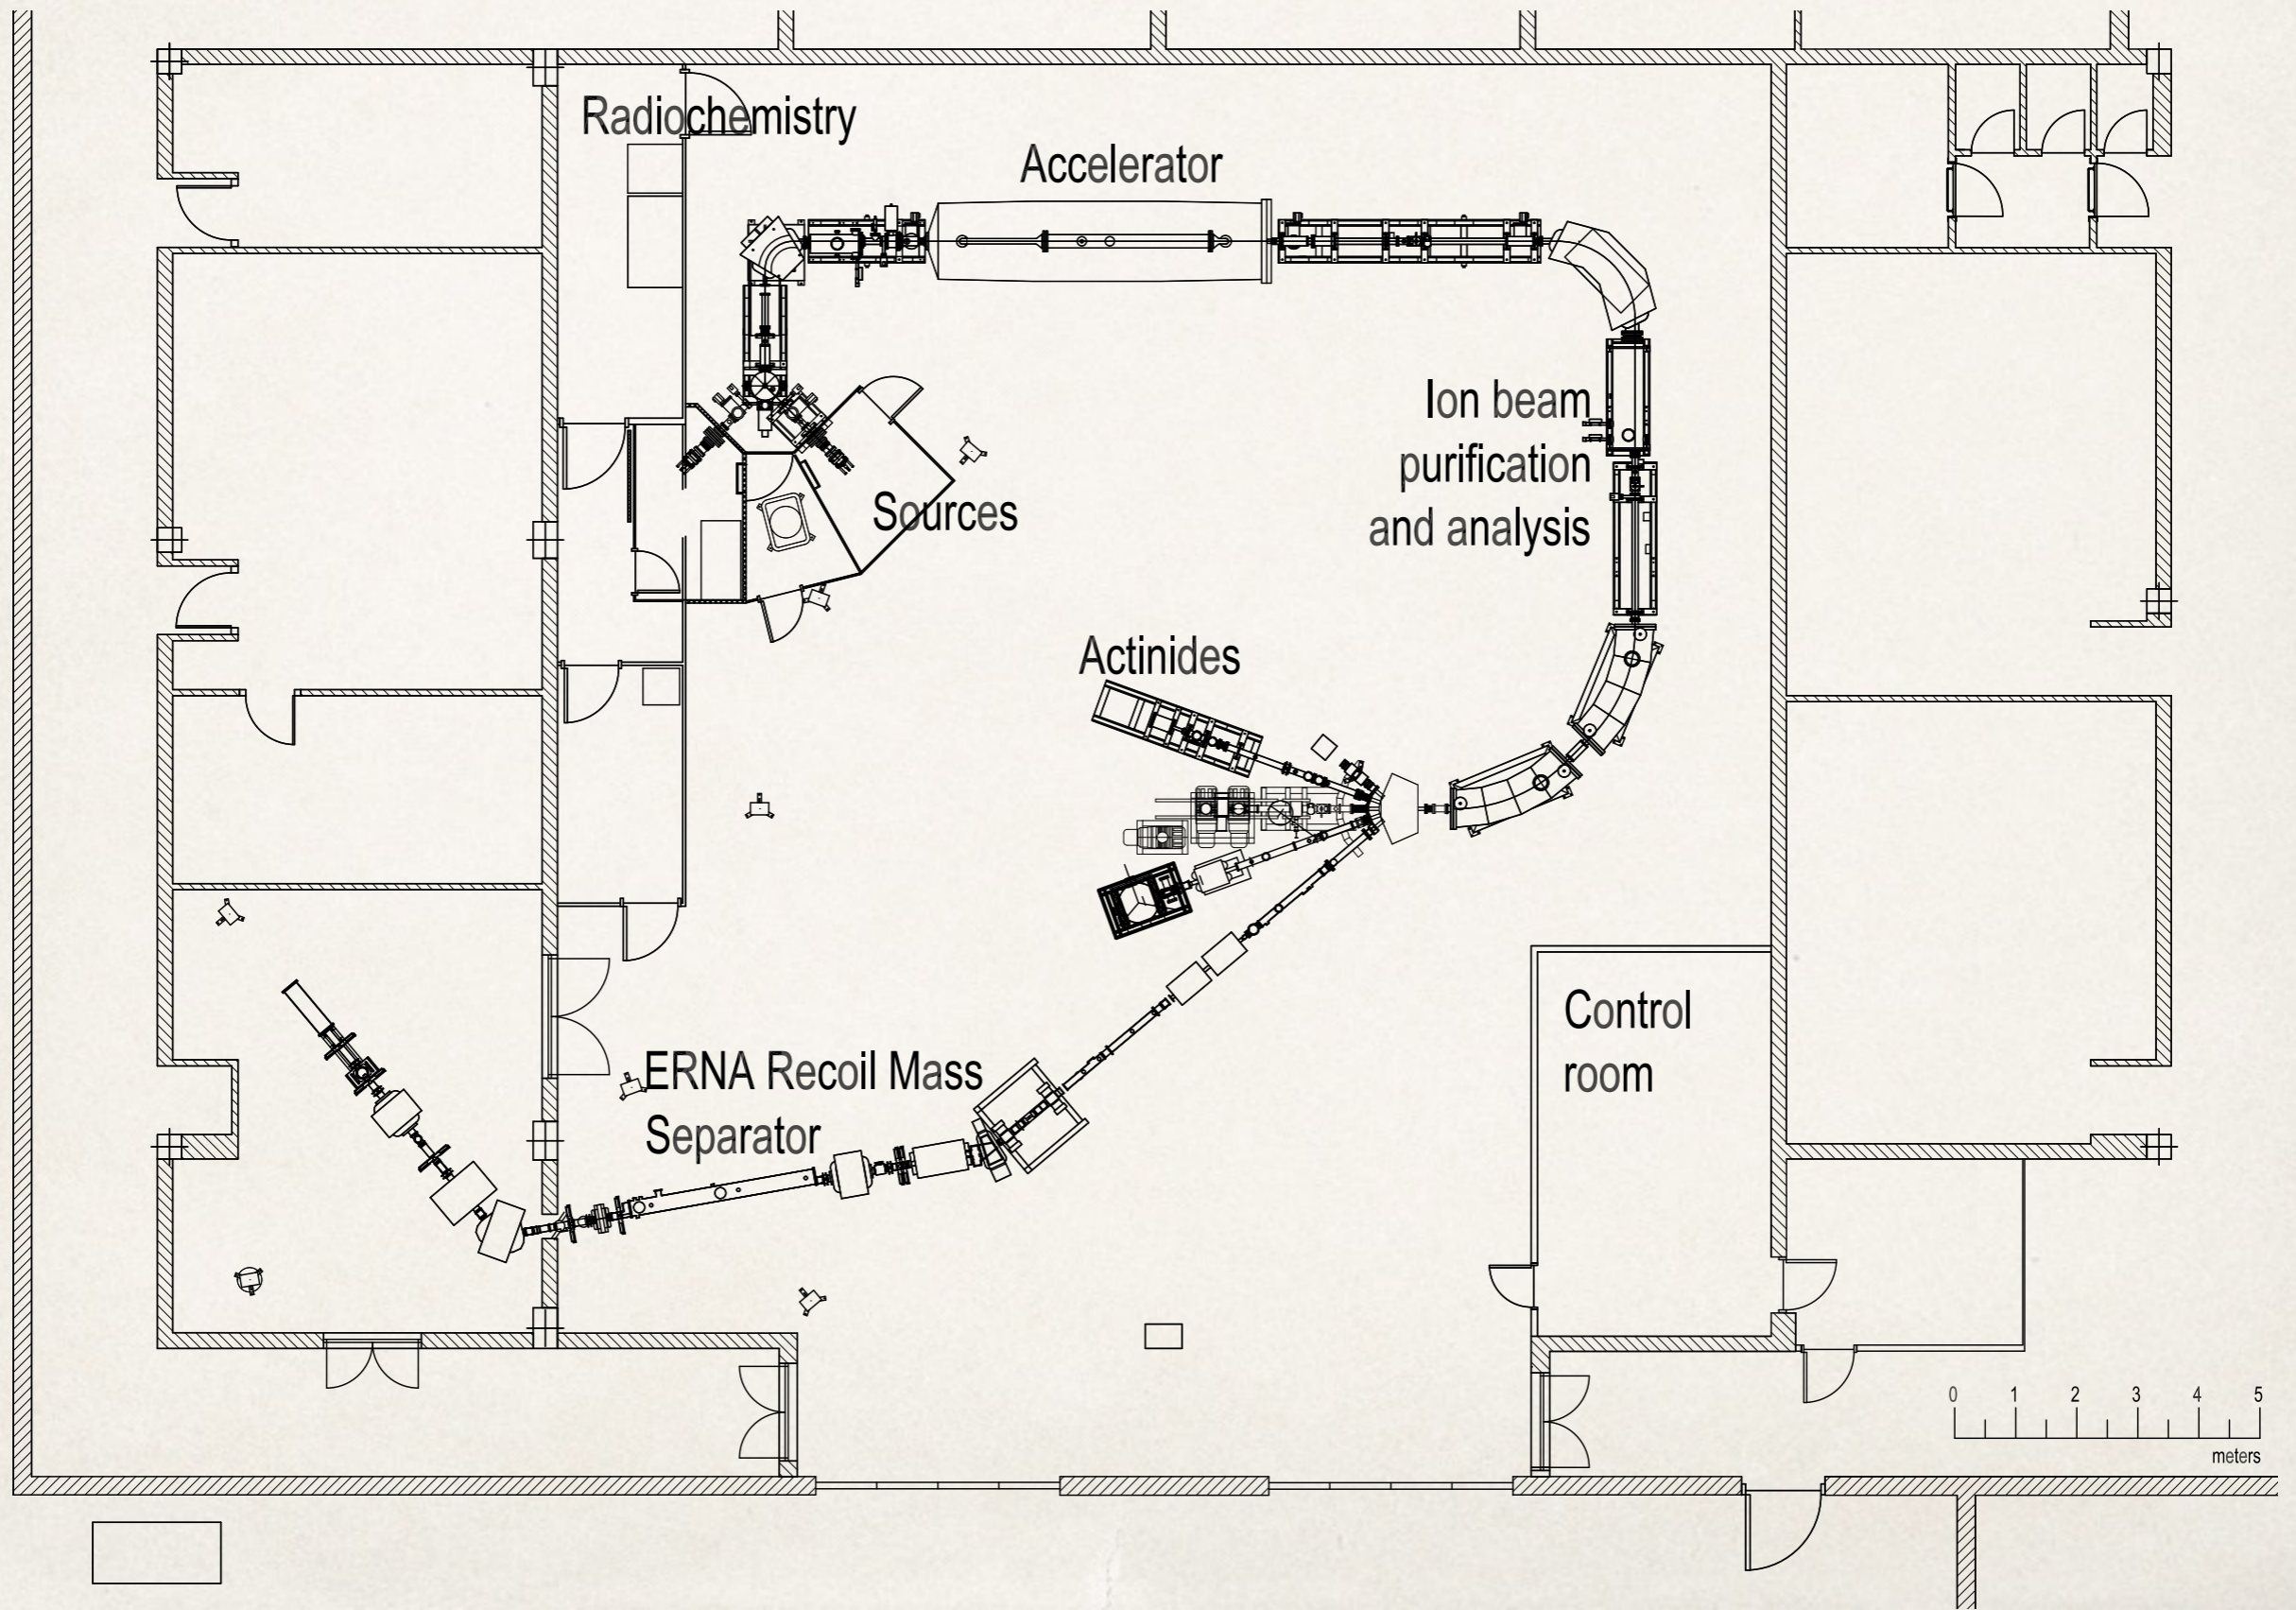 Radiochemistry
Accelerator
Ion beam
purification
and analysis
Sources
Actinides
Control
room
ERNA Recoil Mass
Separator
0 1 2 3 4 5
meters